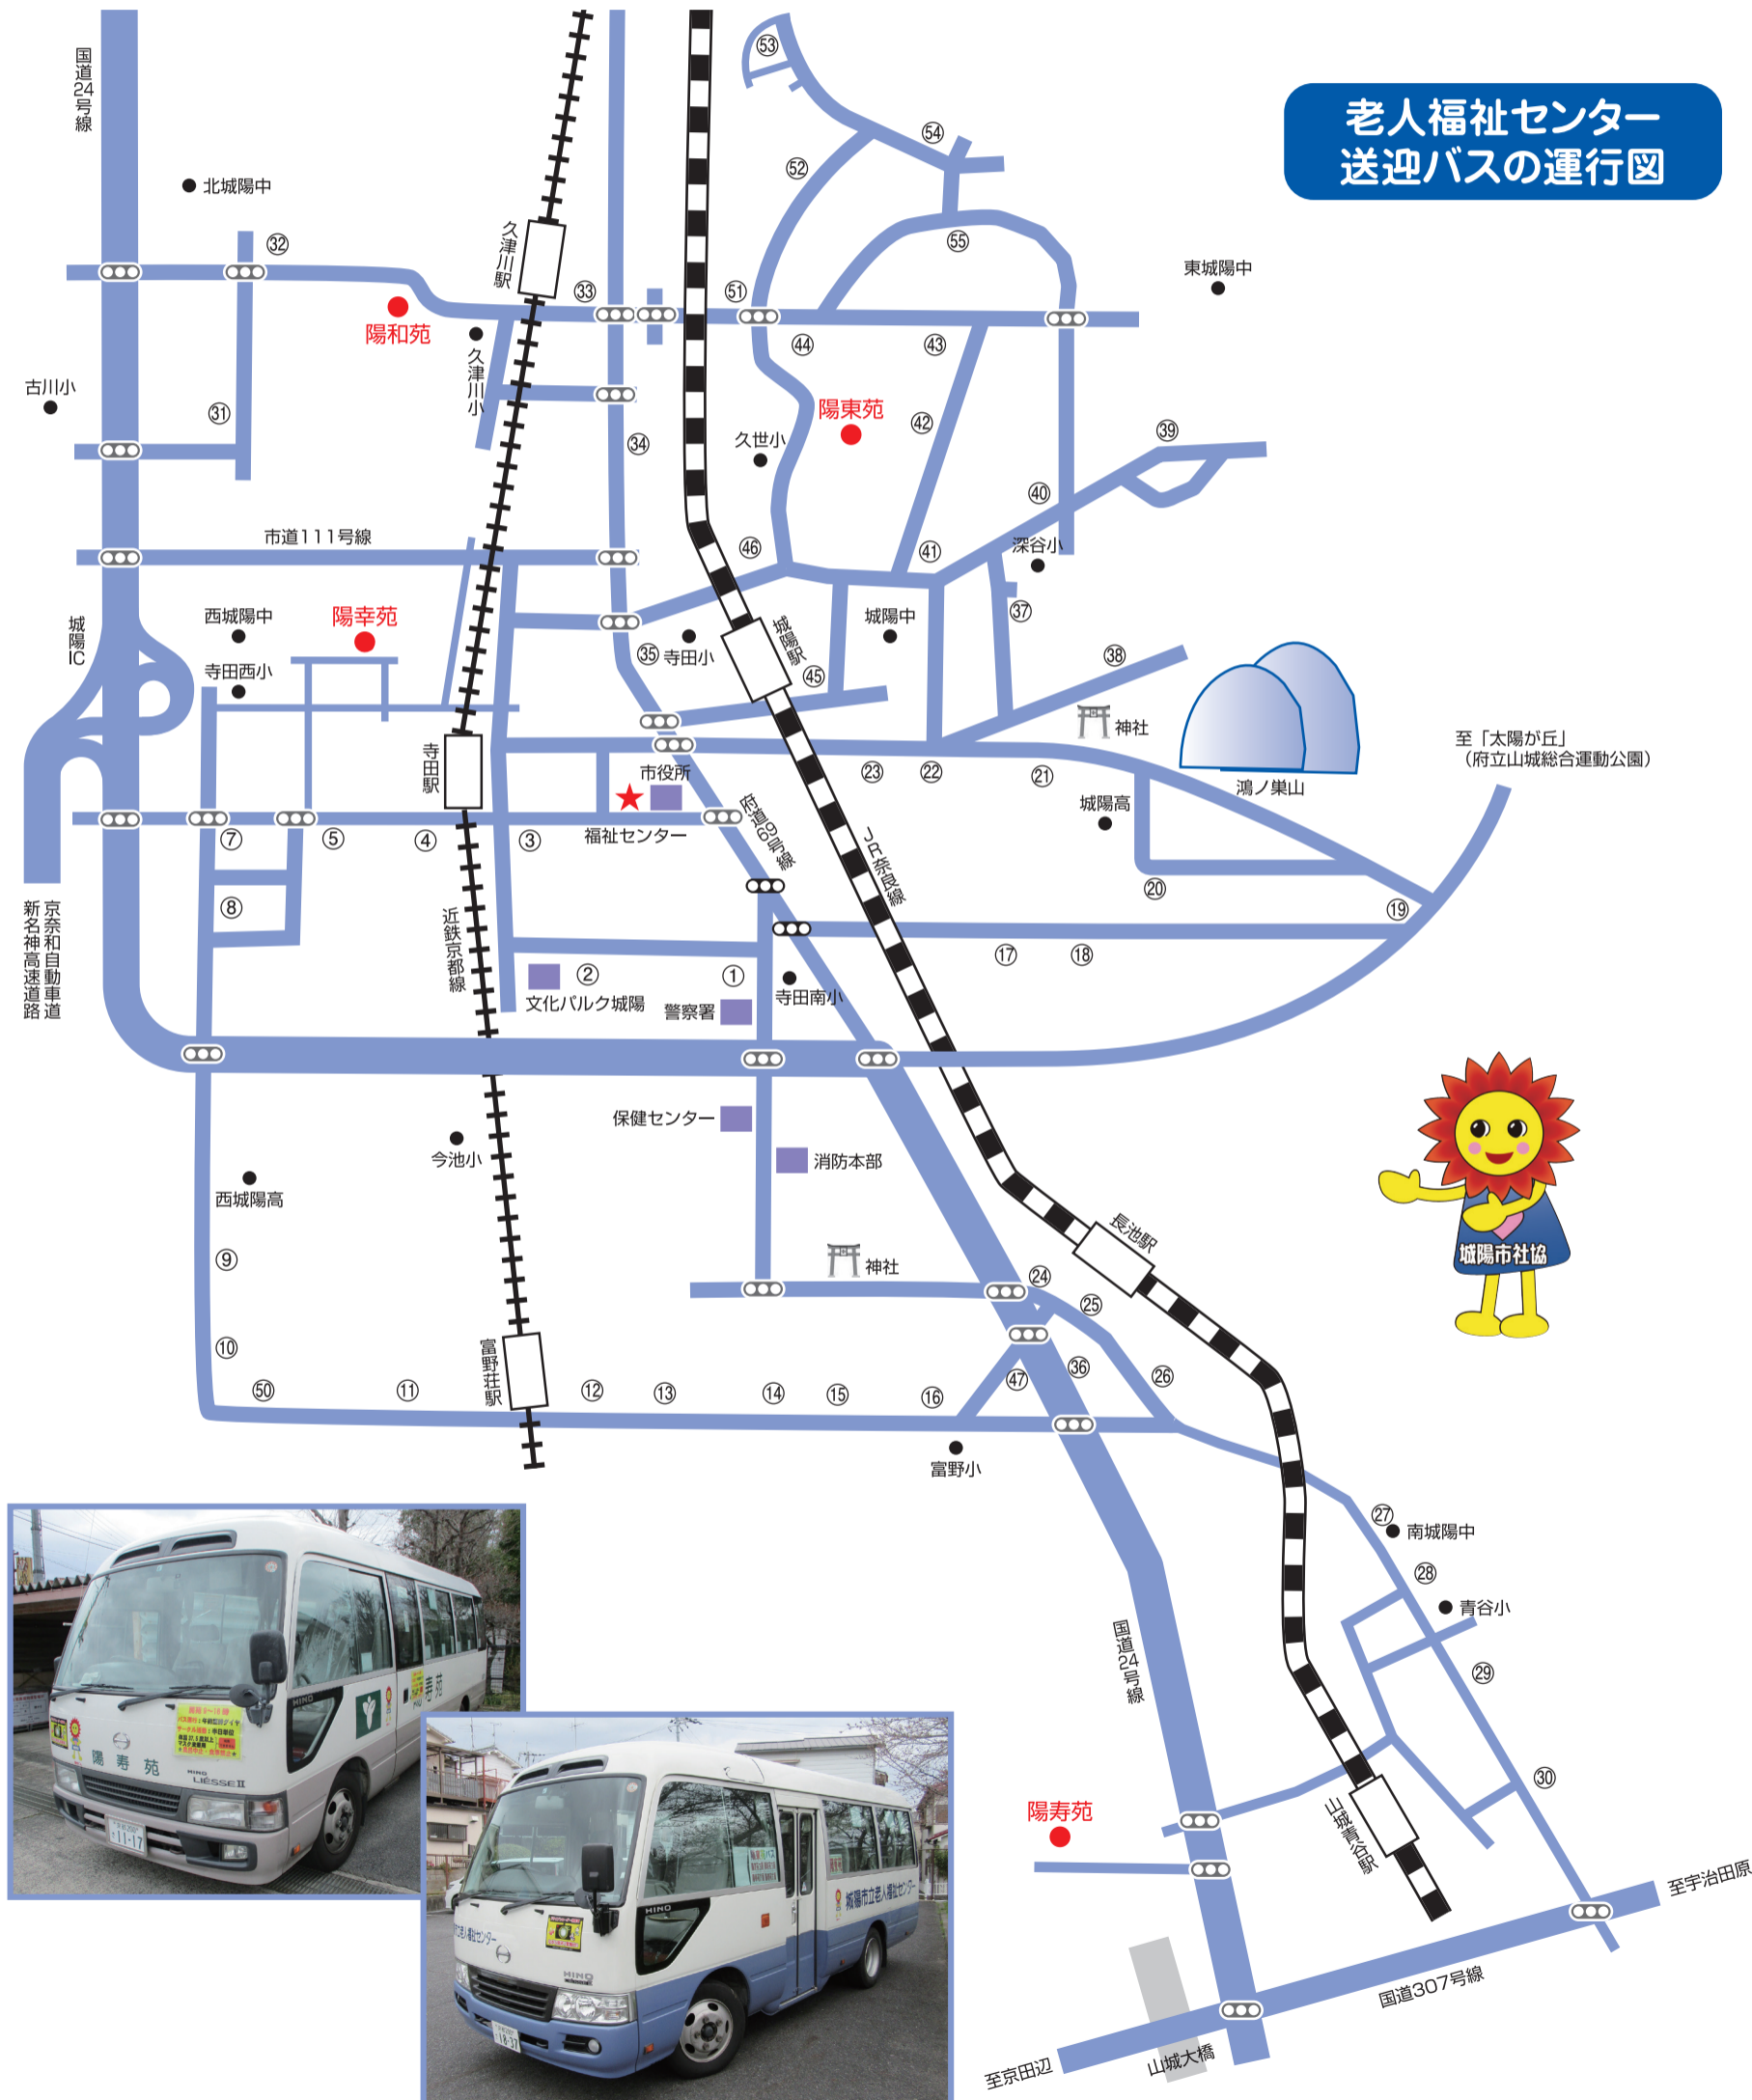 老人福祉センター
送迎バスの運行図
国道24号線
北城陽中
久津川駅
東城陽中
陽和苑
久津川小
古川小
陽東苑
久世小
市道111号線
深谷小
城陽IC
西城陽中
陽幸苑
寺田西小
寺田小
城陽駅
城陽中
神社
鴻ノ巣山
至「太陽が丘」
（府立山城総合運動公園）
寺田駅
市役所
福祉センター
府道69号線
JR奈良線
城陽高
京奈和自動車道
新名神高速道路
近鉄京都線
文化パルク城陽
警察署
寺田南小
保健センター
消防本部
今池小
西城陽高
神社
長池駅
富野荘駅
富野小
南城陽中
青谷小
国道24号線
陽寿苑
山城青谷駅
至宇治田原
国道307号線
山城大橋
至京田辺
㊼
㊱
53
54
52
55
㉜
㉝
51
㊹
㊸
㉛
㉞
㊷
㊴
㊵
㊻
㊶
㊲
㉟
㊺
㊳
㉓
㉒
㉑
⑦
⑤
④
③
⑧
⑳
⑲
②
①
⑰
⑱
⑨
⑩
㊿
⑪
⑫
⑬
⑭
⑮
⑯
㉔
㉕
㉖
㉗
㉘
㉙
㉚
城陽市社協
陽寿苑
HINO
LIESSE II
11-17
寿苑
HINO
城陽市立老人福祉センター
HINO
18-37